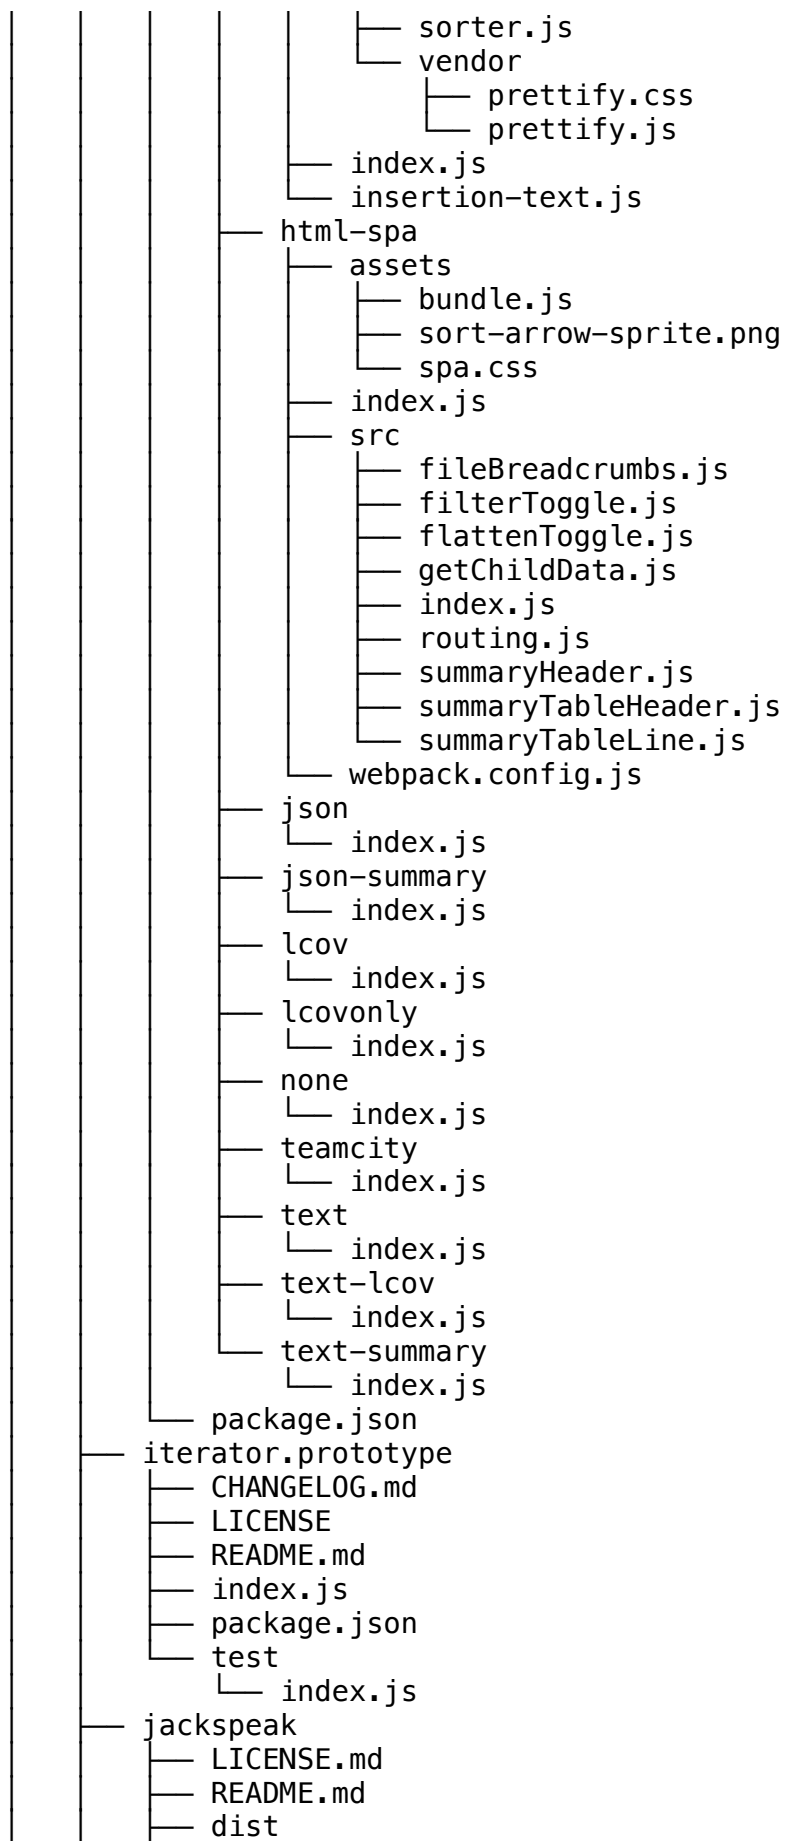 │   │   │   │   │   ├── sorter.js
│   │   │   │   │   └── vendor
│   │   │   │   │       ├── prettify.css
│   │   │   │   │       └── prettify.js
│   │   │   │   ├── index.js
│   │   │   │   └── insertion-text.js
│   │   │   ├── html-spa
│   │   │   │   ├── assets
│   │   │   │   │   ├── bundle.js
│   │   │   │   │   ├── sort-arrow-sprite.png
│   │   │   │   │   └── spa.css
│   │   │   │   ├── index.js
│   │   │   │   ├── src
│   │   │   │   │   ├── fileBreadcrumbs.js
│   │   │   │   │   ├── filterToggle.js
│   │   │   │   │   ├── flattenToggle.js
│   │   │   │   │   ├── getChildData.js
│   │   │   │   │   ├── index.js
│   │   │   │   │   ├── routing.js
│   │   │   │   │   ├── summaryHeader.js
│   │   │   │   │   ├── summaryTableHeader.js
│   │   │   │   │   └── summaryTableLine.js
│   │   │   │   └── webpack.config.js
│   │   │   ├── json
│   │   │   │   └── index.js
│   │   │   ├── json-summary
│   │   │   │   └── index.js
│   │   │   ├── lcov
│   │   │   │   └── index.js
│   │   │   ├── lcovonly
│   │   │   │   └── index.js
│   │   │   ├── none
│   │   │   │   └── index.js
│   │   │   ├── teamcity
│   │   │   │   └── index.js
│   │   │   ├── text
│   │   │   │   └── index.js
│   │   │   ├── text-lcov
│   │   │   │   └── index.js
│   │   │   └── text-summary
│   │   │       └── index.js
│   │   └── package.json
│   ├── iterator.prototype
│   │   ├── CHANGELOG.md
│   │   ├── LICENSE
│   │   ├── README.md
│   │   ├── index.js
│   │   ├── package.json
│   │   └── test
│   │       └── index.js
│   ├── jackspeak
│   │   ├── LICENSE.md
│   │   ├── README.md
│   │   ├── dist